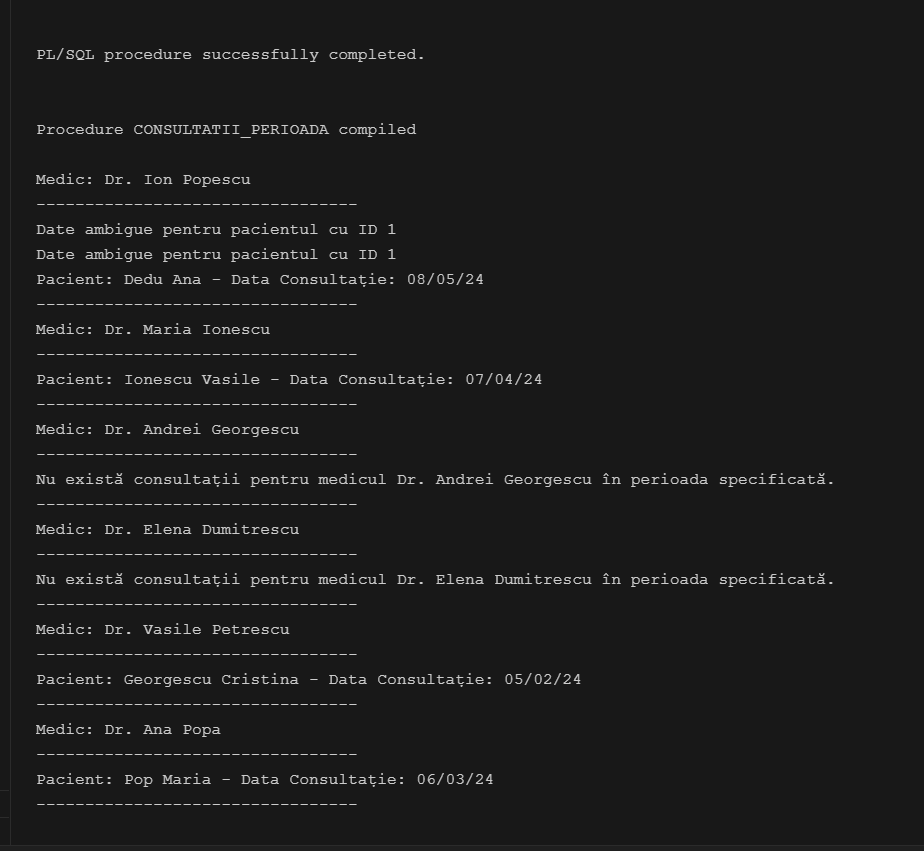 PL/SQL procedure successfully completed.
Procedure CONSULTATII_PERIOADA compiled
Medic: Dr. Ion Popescu
---------------------------------
Date ambigue pentru pacientul cu ID 1
Date ambigue pentru pacientul cu ID 1
Pacient: Dedu Ana - Data Consultație: 08/05/24
---------------------------------
Medic: Dr. Maria Ionescu
---------------------------------
Pacient: Ionescu Vasile - Data Consultație: 07/04/24
---------------------------------
Medic: Dr. Andrei Georgescu
---------------------------------
Nu există consultații pentru medicul Dr. Andrei Georgescu în perioada specificată.
---------------------------------
Medic: Dr. Elena Dumitrescu
---------------------------------
Nu există consultații pentru medicul Dr. Elena Dumitrescu în perioada specificată.
---------------------------------
Medic: Dr. Vasile Petrescu
---------------------------------
Pacient: Georgescu Cristina - Data Consultație: 05/02/24
---------------------------------
Medic: Dr. Ana Popa
---------------------------------
Pacient: Pop Maria - Data Consultație: 06/03/24
---------------------------------